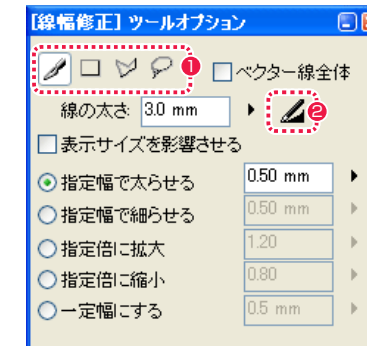 [線幅修正] ツールオプション
❶ ベクター線全体
線の太さ: 3.0 mm ❷
表示サイズを影響させる
指定幅で太らせる 0.50 mm
指定幅で細らせる 0.50 mm
指定倍に拡大 1.20
指定倍に縮小 0.80
一定幅にする 0.5 mm